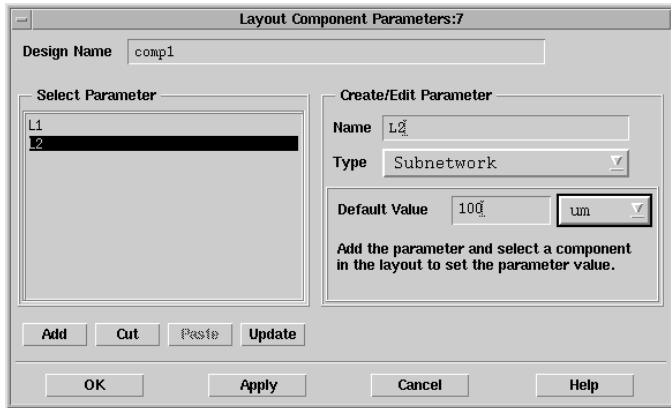 Layout Component Parameters:7
Design Name comp1
Select Parameter
L1
L2
Create/Edit Parameter
Name L2
Type Subnetwork
Default Value 100 um
Add the parameter and select a component
in the layout to set the parameter value.
Add Cut Paste Update
OK Apply Cancel Help